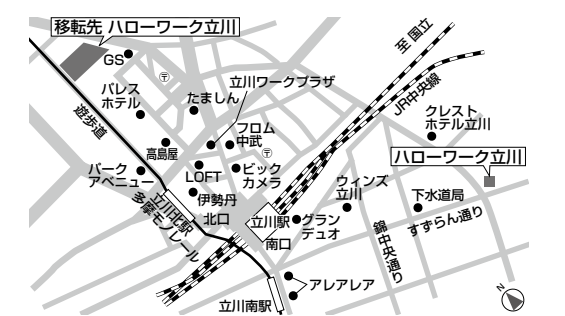 移転先 ハローワーク立川
至 国立
GS
〒
JR中央線
パレス
ホテル
たましん
立川ワークプラザ
遊歩道
クレスト
ホテル立川
フロム
中武
〒
高島屋
ハローワーク立川
パーク
アベニュー
LOFT
ビック
カメラ
伊勢丹
ウィンズ
立川
下水道局
立川北駅
多摩モノレール
北口
立川駅
グラン
デュオ
すずらん通り
南口
錦中央通り
アレアレア
立川南駅
N